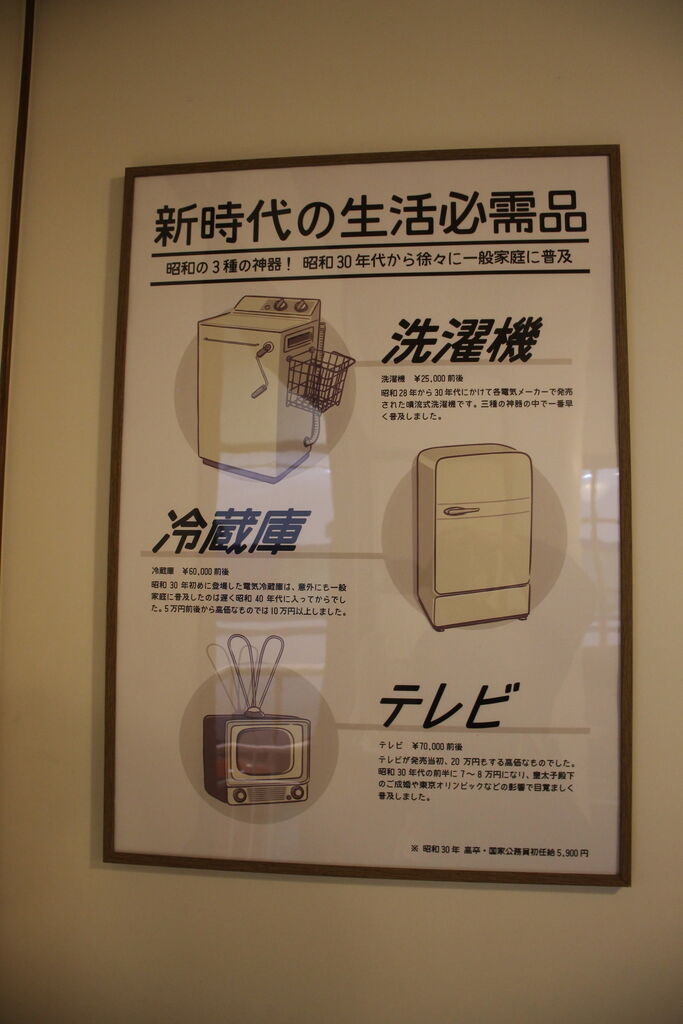 新時代の生活必需品
昭和の3種の神器！ 昭和30年代から徐々に一般家庭に普及
洗濯機
洗濯機 ￥25,000前後
昭和28年から30年代にかけて各電気メーカーで発売
された噴流式洗濯機です。三種の神器の中で一番早
く普及しました。
冷蔵庫
冷蔵庫 ￥60,000前後
昭和30年初めに登場した電気冷蔵庫は、意外にも一般
家庭に普及したのは遅く昭和40年代に入ってからでし
た。5万円前後から高価なものでは10万円以上しました。
テレビ
テレビ ￥70,000前後
テレビが発売当初、20万円もする高価なものでした。
昭和30年代の前半に7～8万円になり、皇太子殿下
のご成婚や東京オリンピックなどの影響で目覚ましく
普及しました。
※ 昭和30年 高卒・国家公務員初任給5,900円